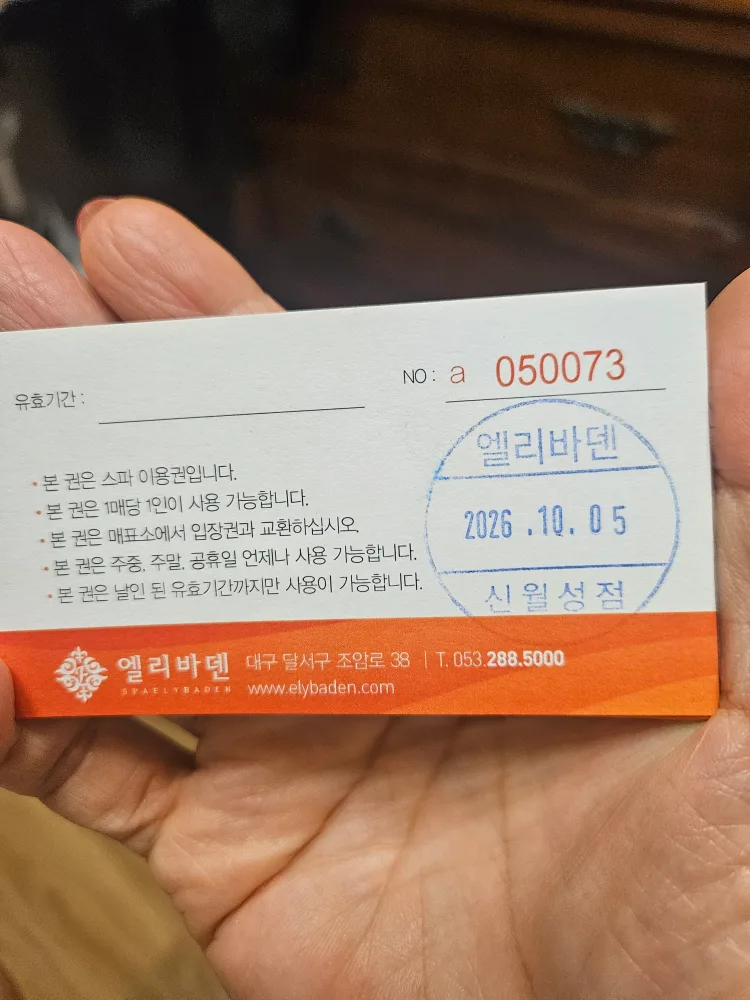 NO : a 050073
유효기간 :
엘리바덴
2026 .10. 05
신월성점
• 본 권은 스파 이용권입니다.
• 본 권은 1매당 1인이 사용 가능합니다.
• 본 권은 매표소에서 입장권과 교환하십시오.
• 본 권은 주중, 주말, 공휴일 언제나 사용 가능합니다.
• 본 권은 날인 된 유효기간까지만 사용이 가능합니다.
엘리바덴
SPAELYBADEN
대구 달서구 조암로 38 | T. 053.288.5000
www.elybaden.com